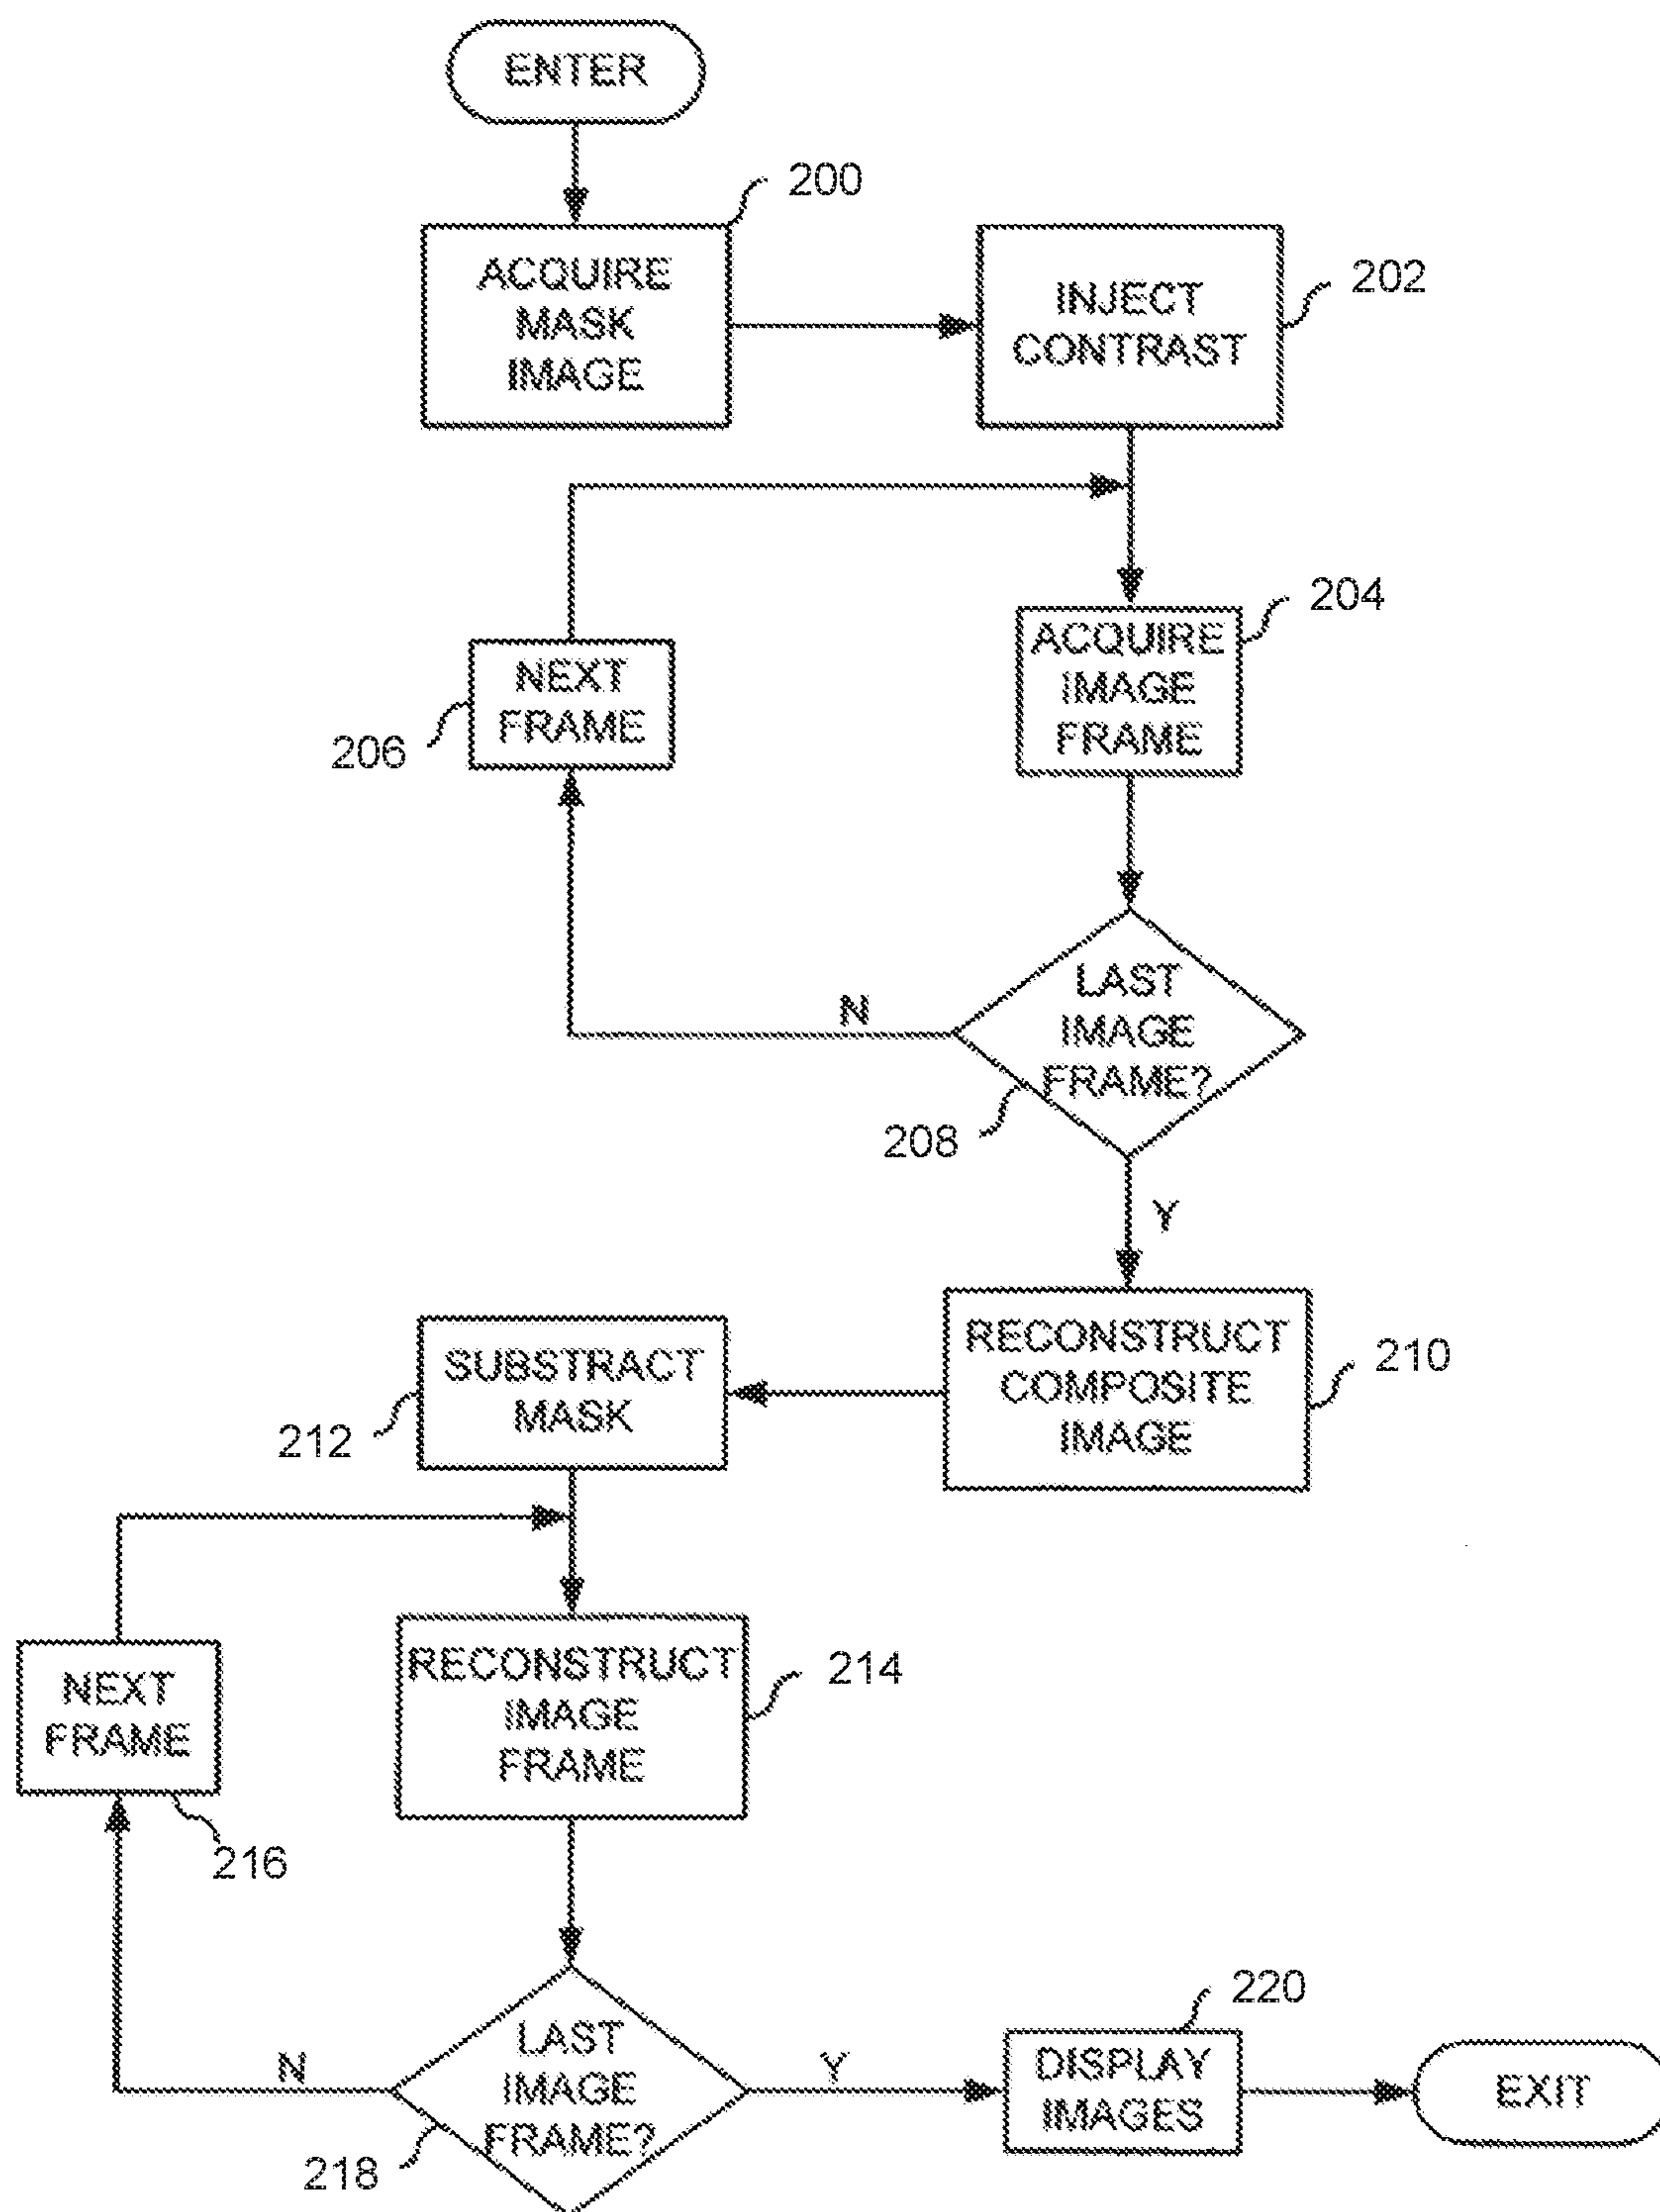 ENTER
200
ACQUIRE
MASK
IMAGE
INJECT
CONTRAST
202
204
ACQUIRE
IMAGE
FRAME
NEXT
FRAME
206
LAST
IMAGE
FRAME?
N
208
Y
RECONSTRUCT
COMPOSITE
IMAGE
210
SUBSTRACT
MASK
212
RECONSTRUCT
IMAGE
FRAME
214
NEXT
FRAME
216
LAST
IMAGE
FRAME?
N
Y
218
220
DISPLAY
IMAGES
EXIT